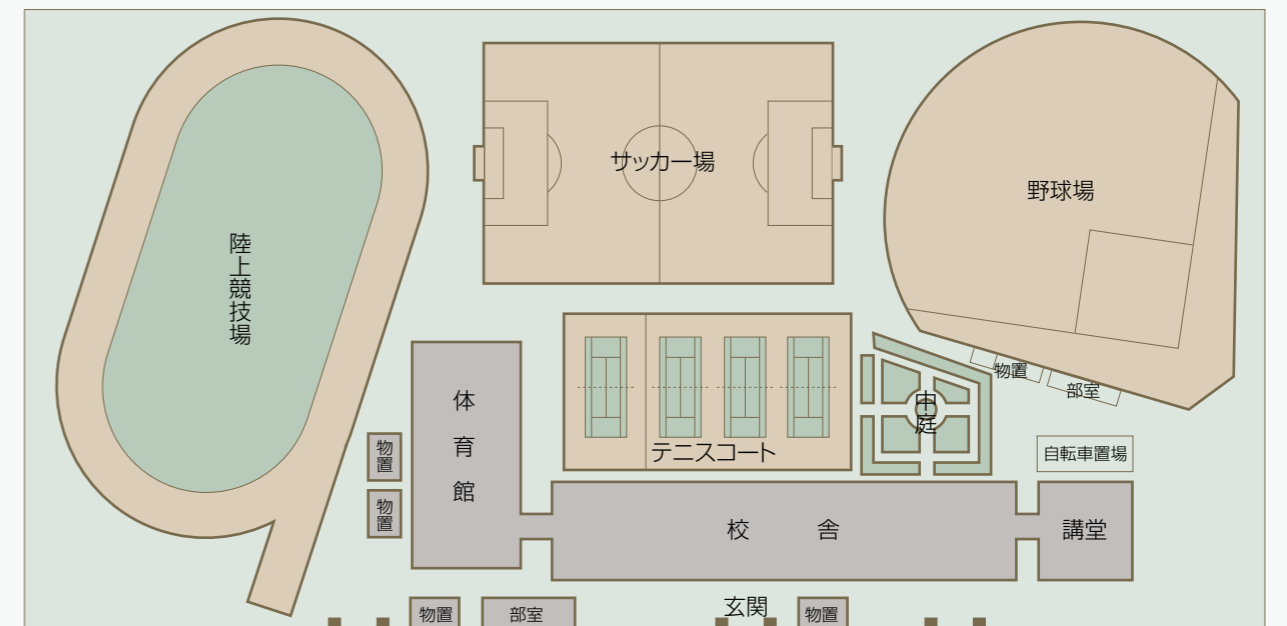 サッカー場
野球場
陸上競技場
物置
部室
体育館
中庭
テニスコート
物置
自転車置場
物置
校舎
講堂
物置
部室
玄関
物置